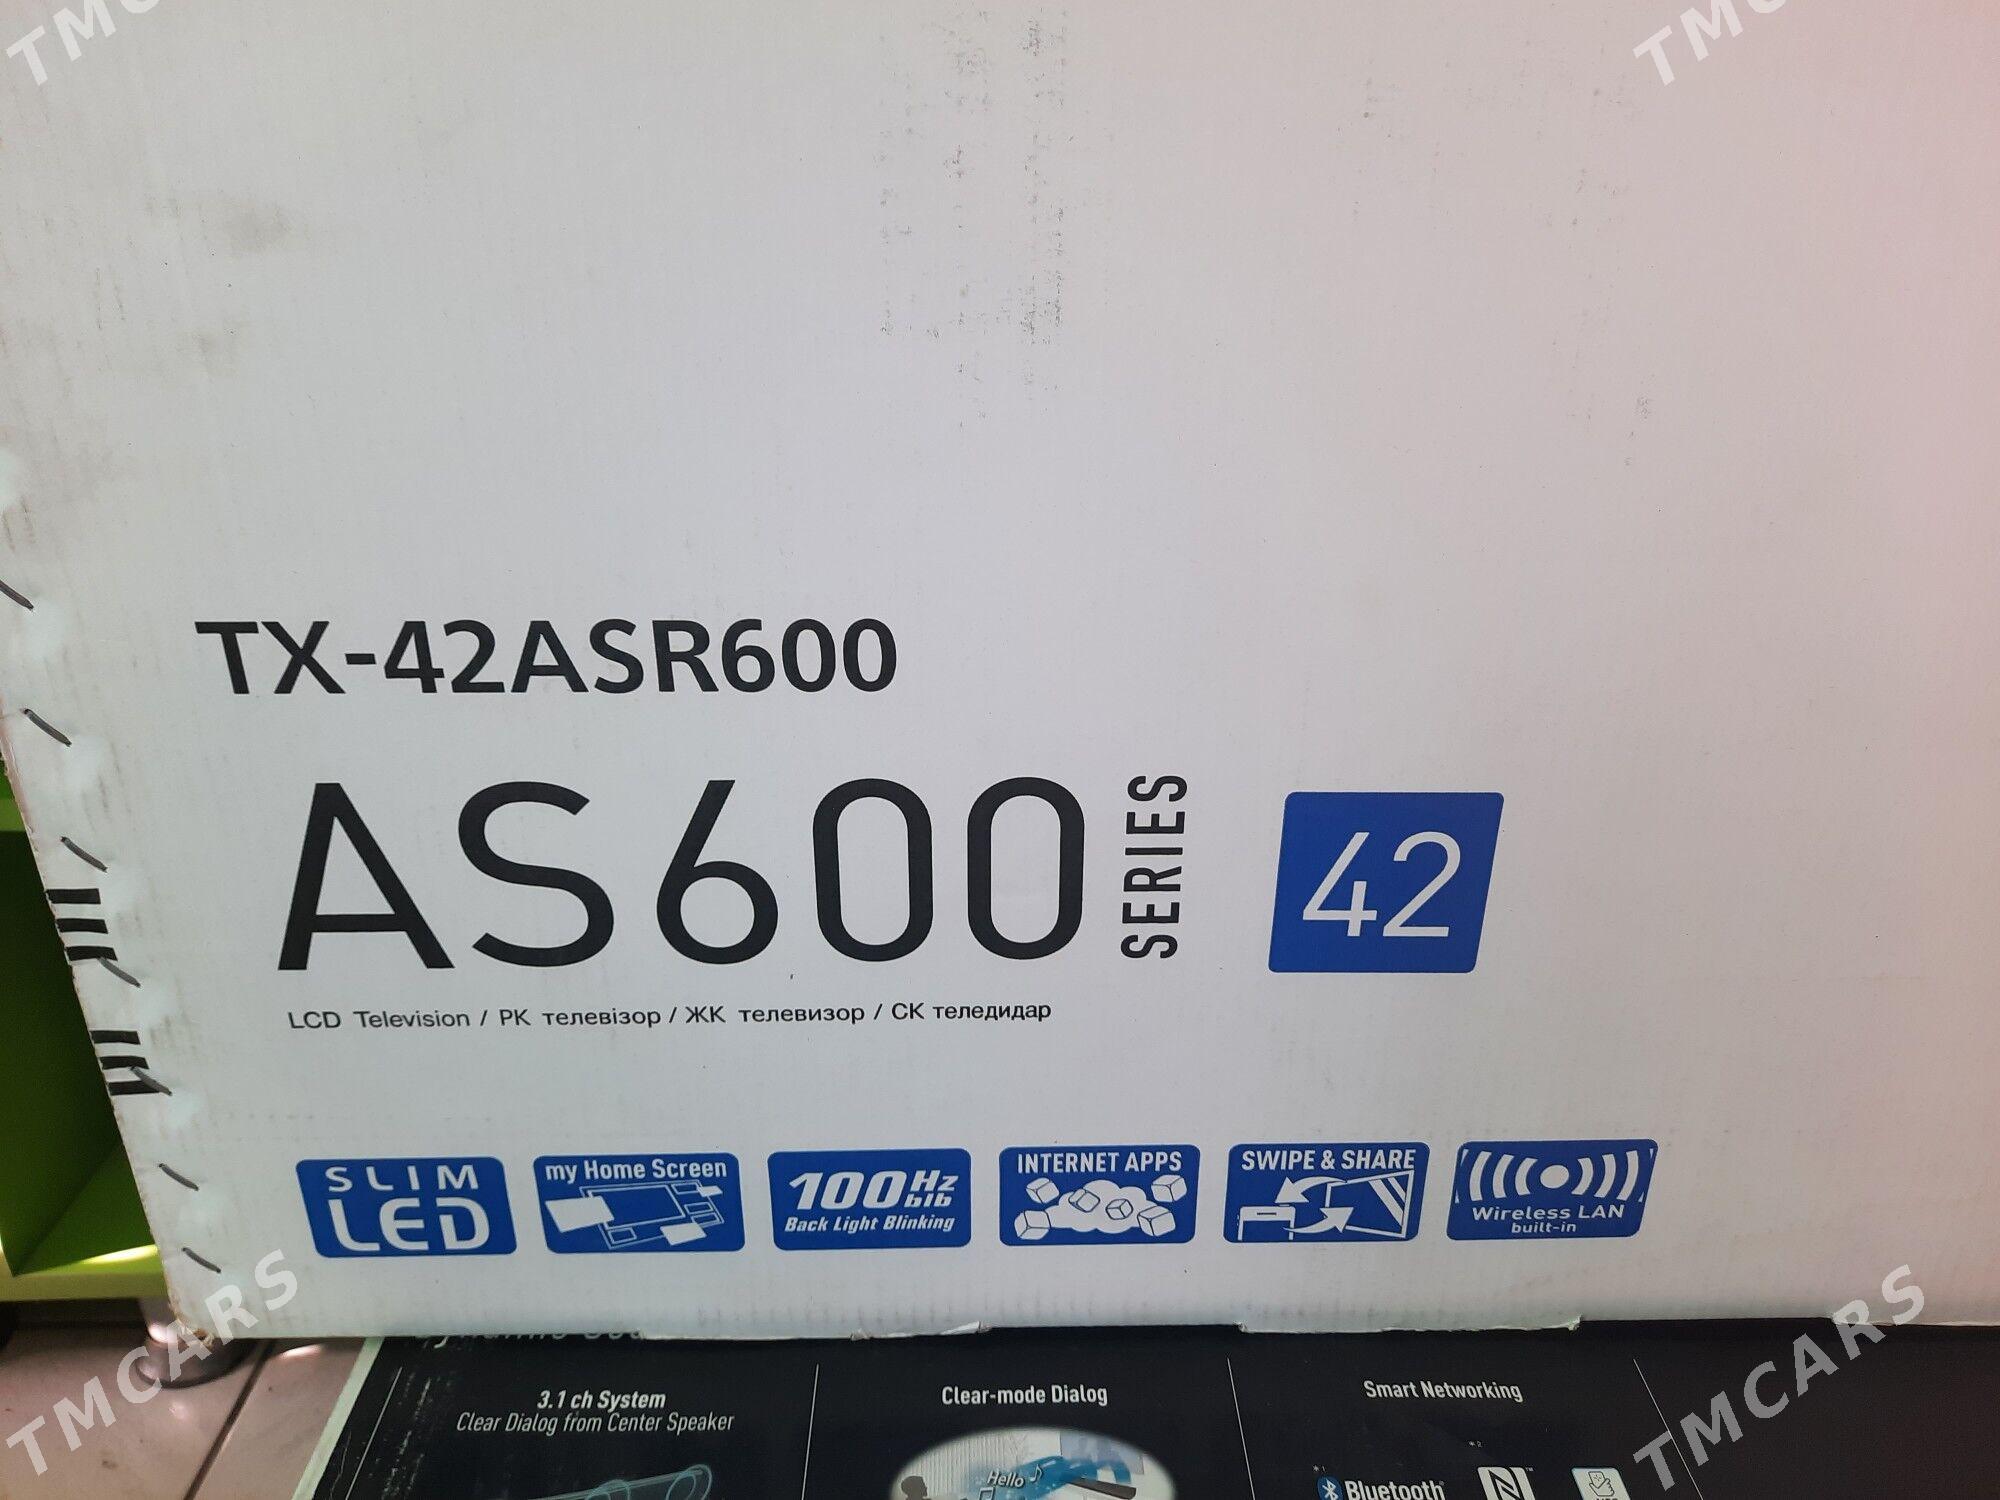 TX-42ASR600
AS600 SERIES 42
LCD Television / РК телевізор / ЖК телевизор / СК теледидар
SLIM LED
my Home Screen
100Hz blb
Back Light Blinking
INTERNET APPS
SWIPE & SHARE
Wireless LAN
built-in
3.1 ch System
Clear Dialog from Center Speaker
Clear-mode Dialog
Hello
Smart Networking
*1
*2
Bluetooth
TMCARS
TMCARS